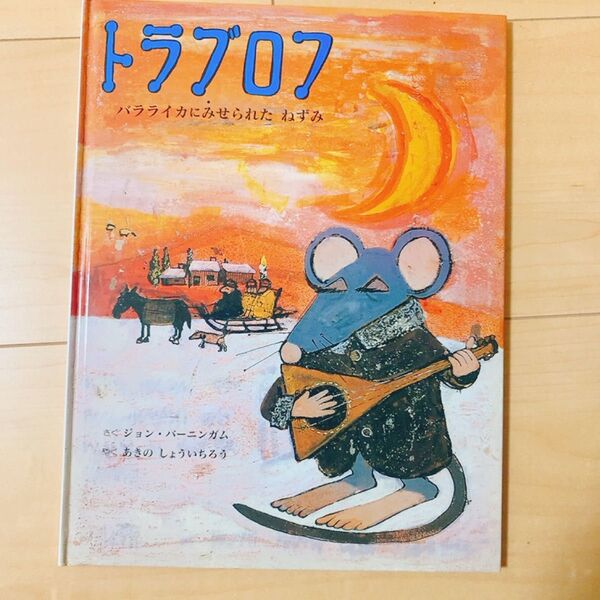 トラブロフ
バラライカにみせられた ねずみ
さく ジョン・バーニンガム
やく あきの しょういちろう